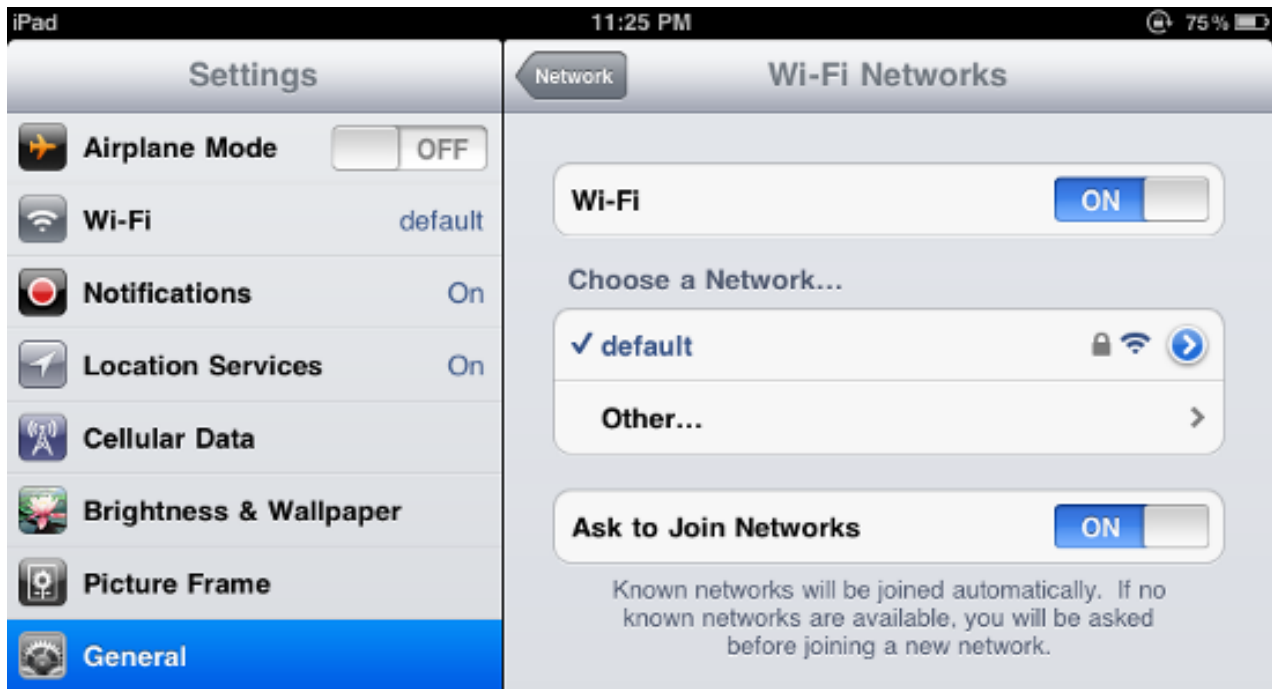 iPad 11:25 PM 75%
Settings
Airplane Mode OFF
Wi-Fi default
Notifications On
Location Services On
Cellular Data
Brightness & Wallpaper
Picture Frame
General
Network Wi-Fi Networks
Wi-Fi ON
Choose a Network...
default
Other...
Ask to Join Networks ON
Known networks will be joined automatically. If no
known networks are available, you will be asked
before joining a new network.